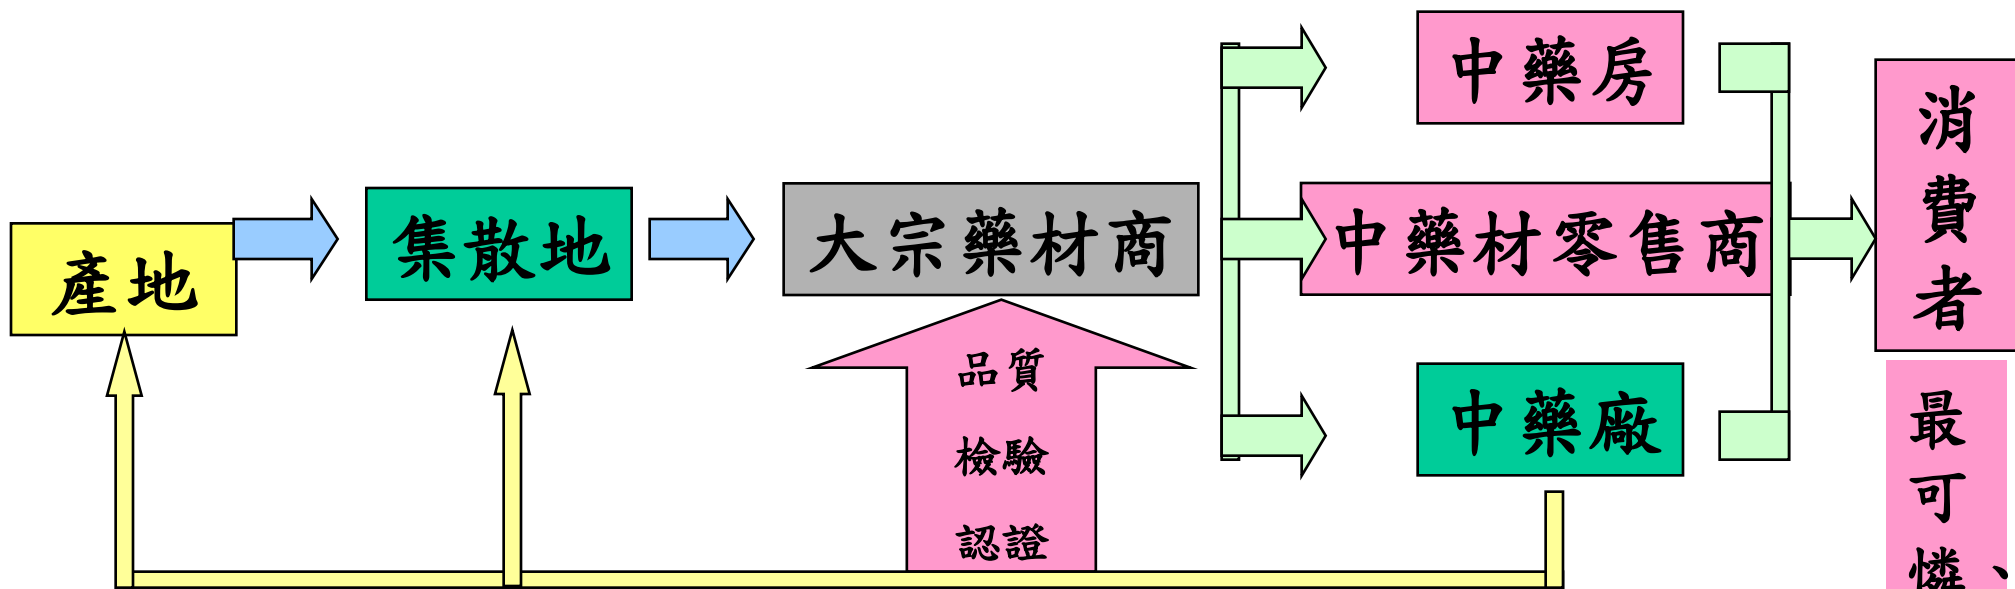 產地
集散地
大宗藥材商
品質
檢驗
認證
中藥房
中藥材零售商
中藥廠
消費者
最可憐、